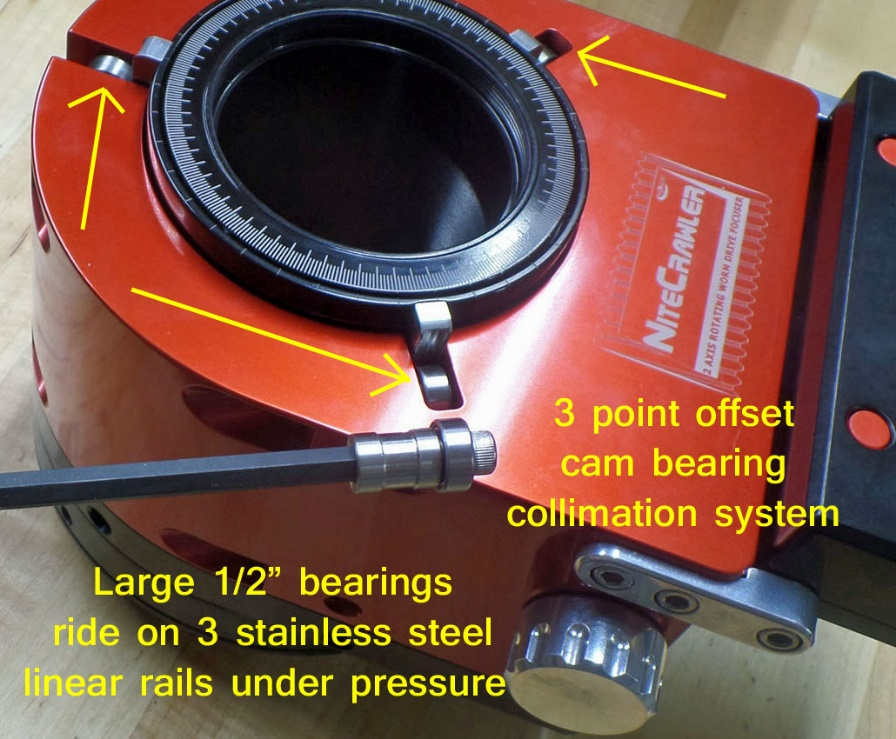 NITECRAWLER
2 AXIS ROTATING WORM DRIVE FOCUSER
3 point offset
cam bearing
collimation system
Large 1/2” bearings
ride on 3 stainless steel
linear rails under pressure